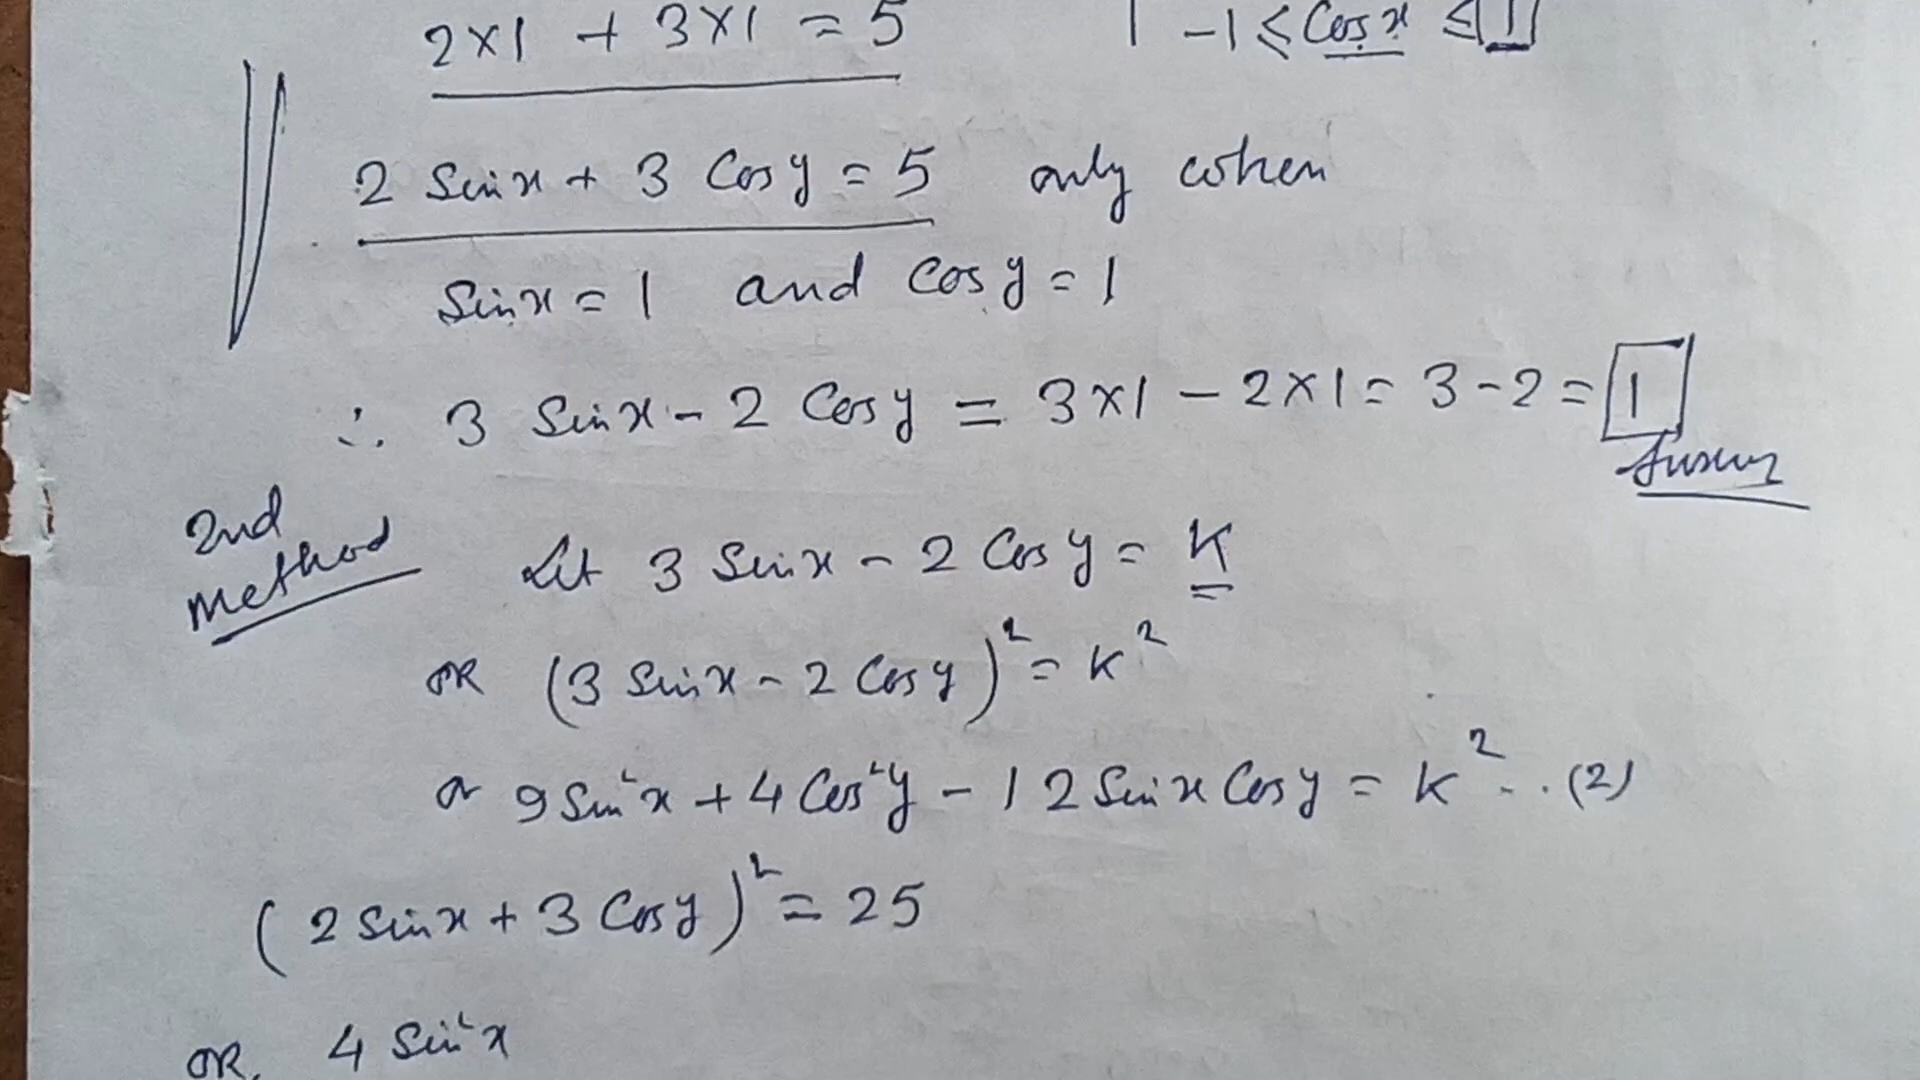 2×1 + 3×1 = 5 | -1 ≤ Cos x ≤ 1
2 Sin x + 3 Cos y = 5 only when
Sin x = 1 and Cos y = 1
∴ 3 Sin x - 2 Cos y = 3×1 - 2×1 = 3 - 2 = 1
Answer
2nd Method Let 3 Sin x - 2 Cos y = K
OR (3 Sin x - 2 Cos y)² = K²
or 9 Sin²x + 4 Cos²y - 12 Sin x Cos y = K² .. (2)
(2 Sin x + 3 Cos y)² = 25
OR, 4 Sin²x